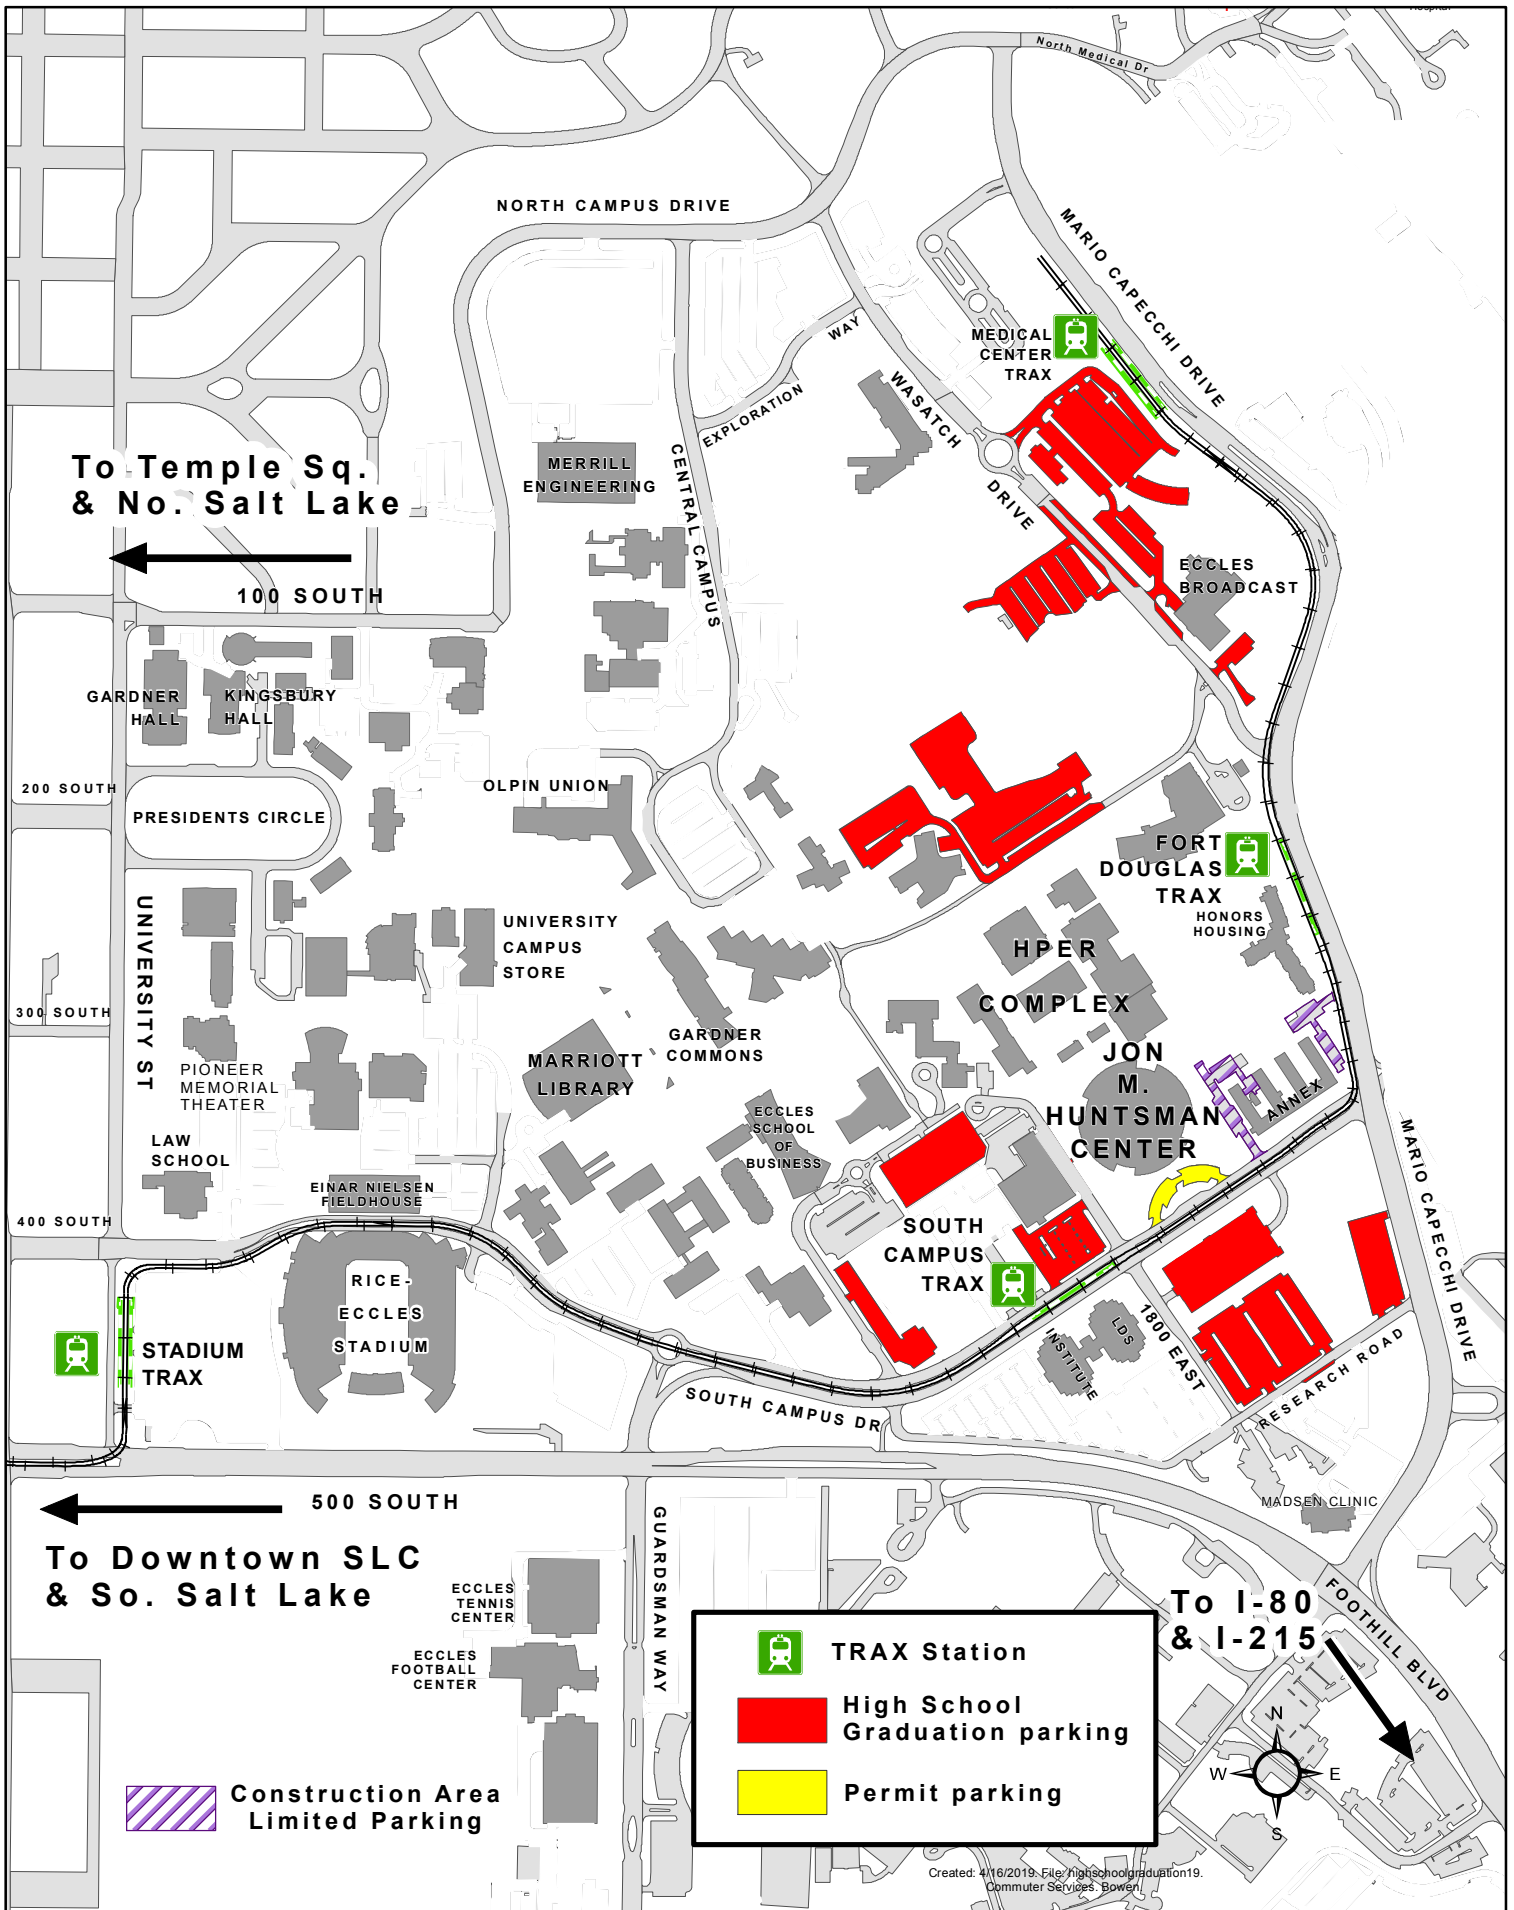 North Medical Dr
NORTH CAMPUS DRIVE
MARIO CAPECCHI DRIVE
MEDICAL
CENTER
TRAX
WAY
EXPLORATION
WASATCH
DRIVE
To Temple Sq.
& No. Salt Lake
MERRILL
ENGINEERING
CENTRAL CAMPUS
100 SOUTH
ECCLES
BROADCAST
GARDNER
HALL
KINGSBURY
HALL
200 SOUTH
OLPIN UNION
PRESIDENTS CIRCLE
FORT
DOUGLAS
TRAX
HONORS
HOUSING
UNIVERSITY ST
UNIVERSITY
CAMPUS
STORE
HPER
COMPLEX
300 SOUTH
GARDNER
COMMONS
MARRIOTT
LIBRARY
JON
M.
HUNTSMAN
CENTER
ANNEX
PIONEER
MEMORIAL
THEATER
ECCLES
SCHOOL
OF
BUSINESS
LAW
SCHOOL
EINAR NIELSEN
FIELDHOUSE
400 SOUTH
SOUTH
CAMPUS
TRAX
MARIO CAPECCHI DRIVE
RICE-
ECCLES
STADIUM
STADIUM
TRAX
LDS
INSTITUTE
1800 EAST
RESEARCH ROAD
SOUTH CAMPUS DR
500 SOUTH
MADSEN CLINIC
To Downtown SLC
& So. Salt Lake
GUARDSMAN WAY
ECCLES
TENNIS
CENTER
ECCLES
FOOTBALL
CENTER
FOOTHILL BLVD
To I-80
& I-215
TRAX Station
High School
Graduation parking
Permit parking
Construction Area
Limited Parking
N
W
E
S
Created: 4/16/2019. File: highschoolgraduation19.
Commuter Services. Bowen.